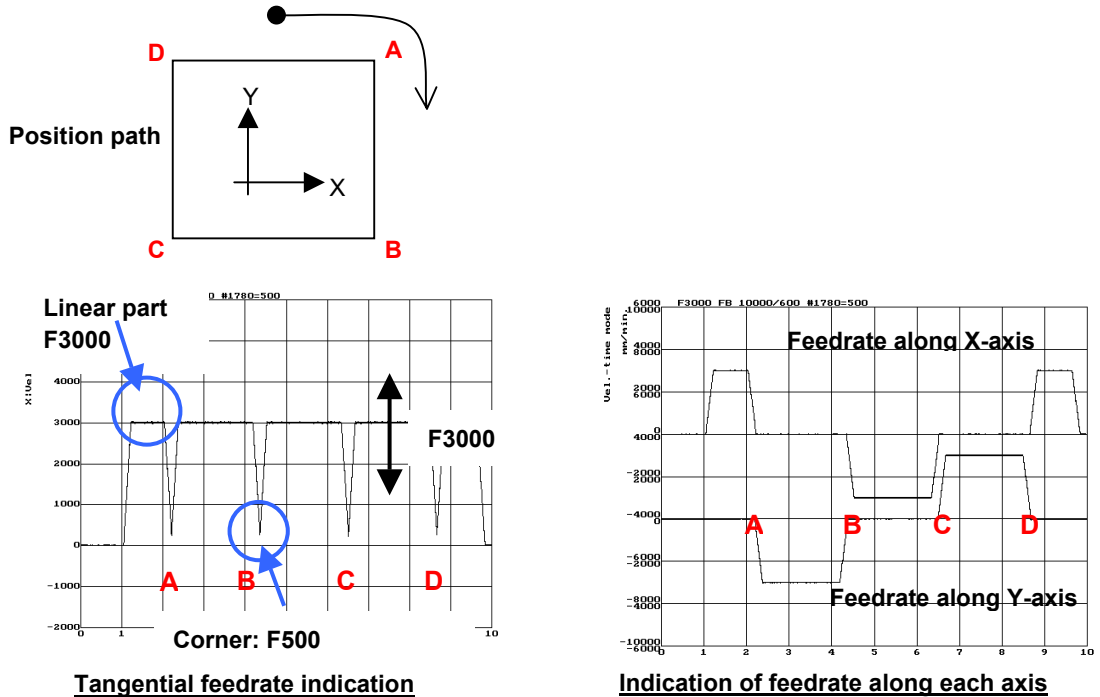 D
A
Y
Position path
X
C
B
D #1780=500
Linear part
F3000
X:Vel
4000
3000
2000
1000
0
-1000
-2000
0 1 10
F3000
A B C D
Corner: F500
Tangential feedrate indication
6000 F3000 FB 10000/600 #1780=500
10000
Vel.-time mode
mm/min.
Feedrate along X-axis
4000
8000
2000
6000
0
4000
-2000
2000
-4000
0
A B C D
-6000
-2000
-8000
-4000
Feedrate along Y-axis
-10000
-6000
0 1 2 3 4 5 6 7 8 9 10
Indication of feedrate along each axis